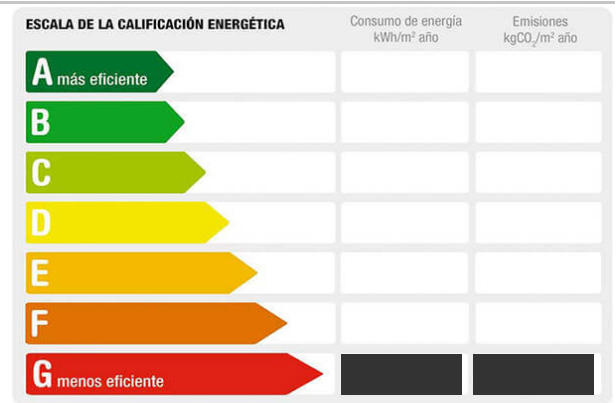 ESCALA DE LA CALIFICACIÓN ENERGÉTICA
Consumo de energía
kWh/m² año
Emisiones
kgCO₂/m² año
A más eficiente
B
C
D
E
F
G menos eficiente